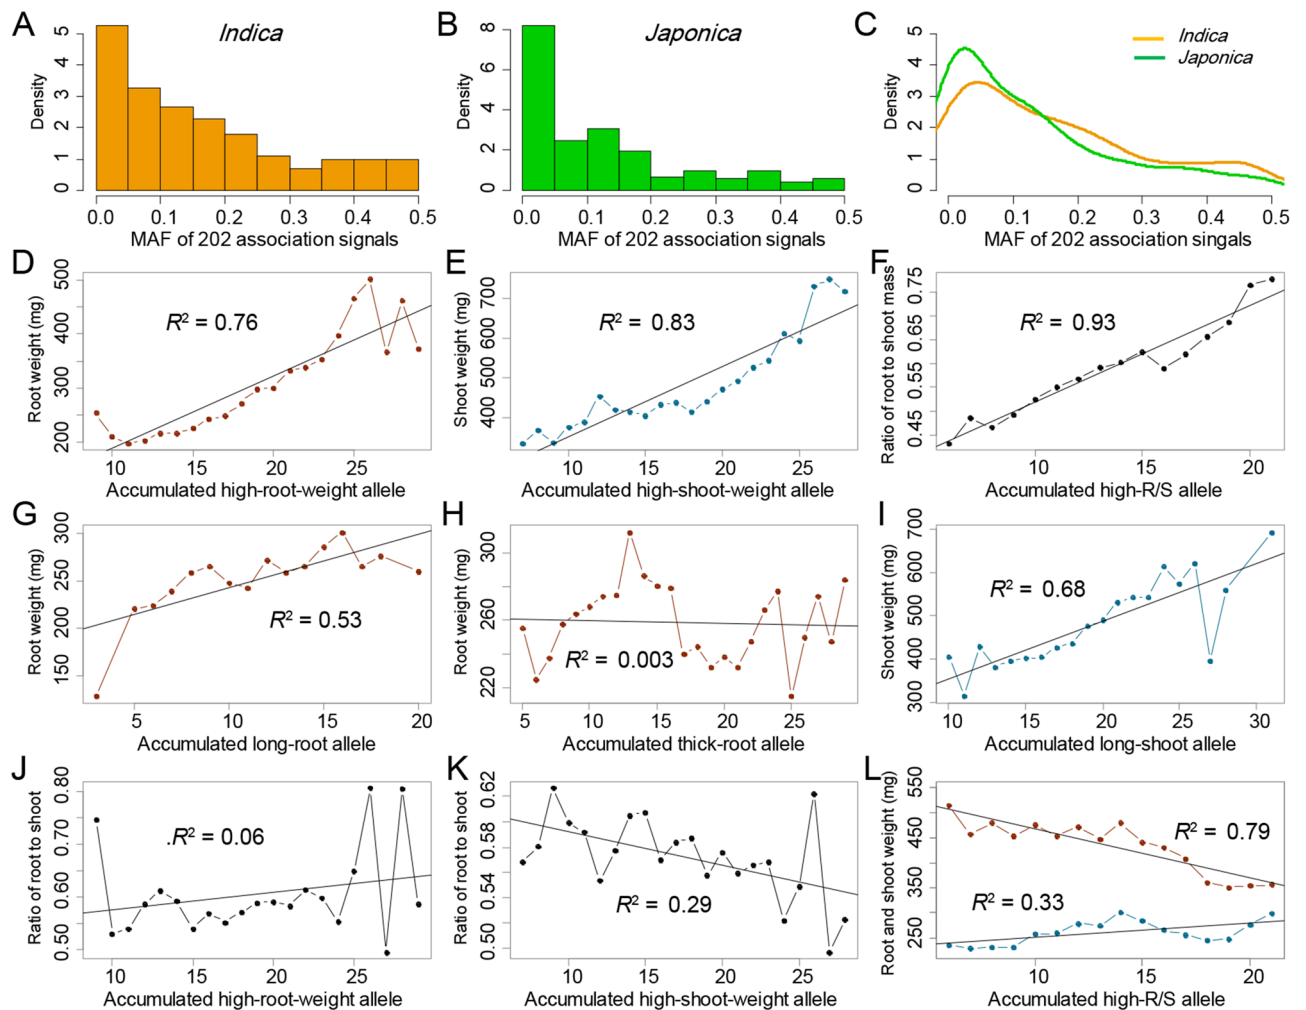 A
Indica
Density
5
4
3
2
1
0
0.0 0.1 0.2 0.3 0.4 0.5
MAF of 202 association signals
B
Japonica
Density
8
6
4
2
0
0.0 0.1 0.2 0.3 0.4 0.5
MAF of 202 association signals
C
Indica
Japonica
Density
5
4
3
2
1
0
0.0 0.1 0.2 0.3 0.4 0.5
MAF of 202 association singals
D
R² = 0.76
Root weight (mg)
500
400
300
200
10 15 20 25
Accumulated high-root-weight allele
E
R² = 0.83
Shoot weight (mg)
700
600
500
400
10 15 20 25
Accumulated high-shoot-weight allele
F
R² = 0.93
Ratio of root to shoot mass
0.75
0.65
0.55
0.45
10 15 20
Accumulated high-R/S allele
G
R² = 0.53
Root weight (mg)
300
250
200
150
5 10 15 20
Accumulated long-root allele
H
R² = 0.003
Root weight (mg)
300
260
220
5 10 15 20 25
Accumulated thick-root allele
I
R² = 0.68
Shoot weight (mg)
700
600
500
400
300
10 15 20 25 30
Accumulated long-shoot allele
J
.R² = 0.06
Ratio of root to shoot
0.80
0.70
0.60
0.50
10 15 20 25
Accumulated high-root-weight allele
K
R² = 0.29
Ratio of root to shoot
0.62
0.58
0.54
0.50
10 15 20 25
Accumulated high-shoot-weight allele
L
R² = 0.79
R² = 0.33
Root and shoot weight (mg)
550
450
350
250
10 15 20
Accumulated high-R/S allele